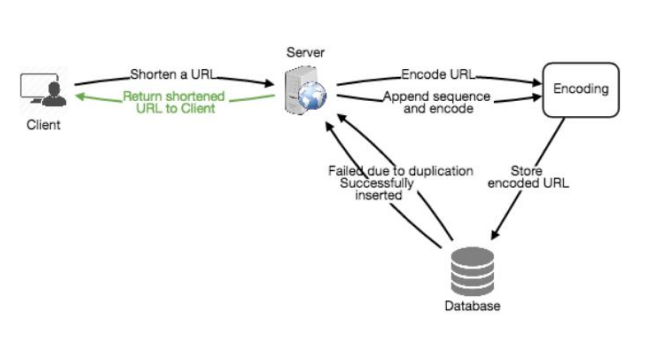 Server
Shorten a URL
Encode URL
Encoding
Return shortened
URL to Client
Append sequence
and encode
Client
Failed due to duplication
Successfully
inserted
Store
encoded URL
Database